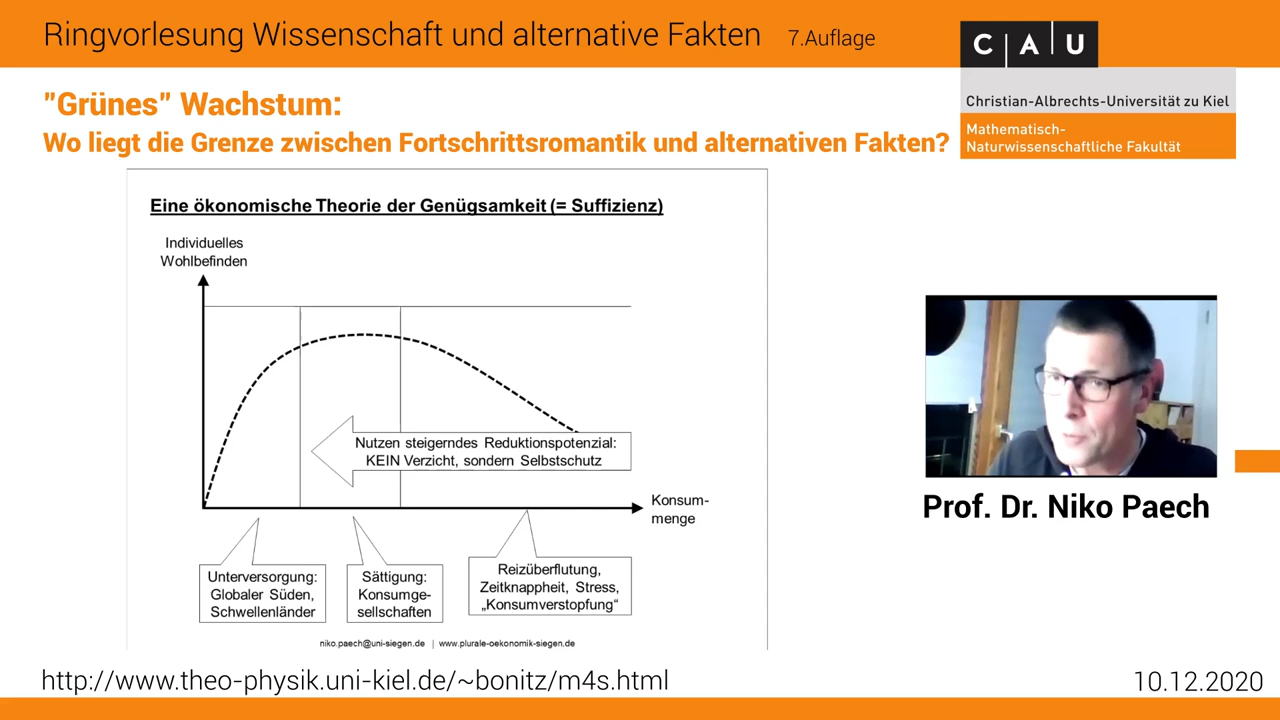 Ringvorlesung Wissenschaft und alternative Fakten 7.Auflage
C A U
Christian-Albrechts-Universität zu Kiel
Mathematisch-
Naturwissenschaftliche Fakultät
"Grünes" Wachstum:
Wo liegt die Grenze zwischen Fortschrittsromantik und alternativen Fakten?
Eine ökonomische Theorie der Genügsamkeit (= Suffizienz)
Individuelles
Wohlbefinden
Nutzen steigerndes Reduktionspotenzial:
KEIN Verzicht, sondern Selbstschutz
Konsum-
menge
Unterversorgung:
Globaler Süden,
Schwellenländer
Sättigung:
Konsumge-
sellschaften
Reizüberflutung,
Zeitknappheit, Stress,
„Konsumverstopfung“
niko.paech@uni-siegen.de | www.plurale-oekonomik-siegen.de
Prof. Dr. Niko Paech
http://www.theo-physik.uni-kiel.de/~bonitz/m4s.html
10.12.2020